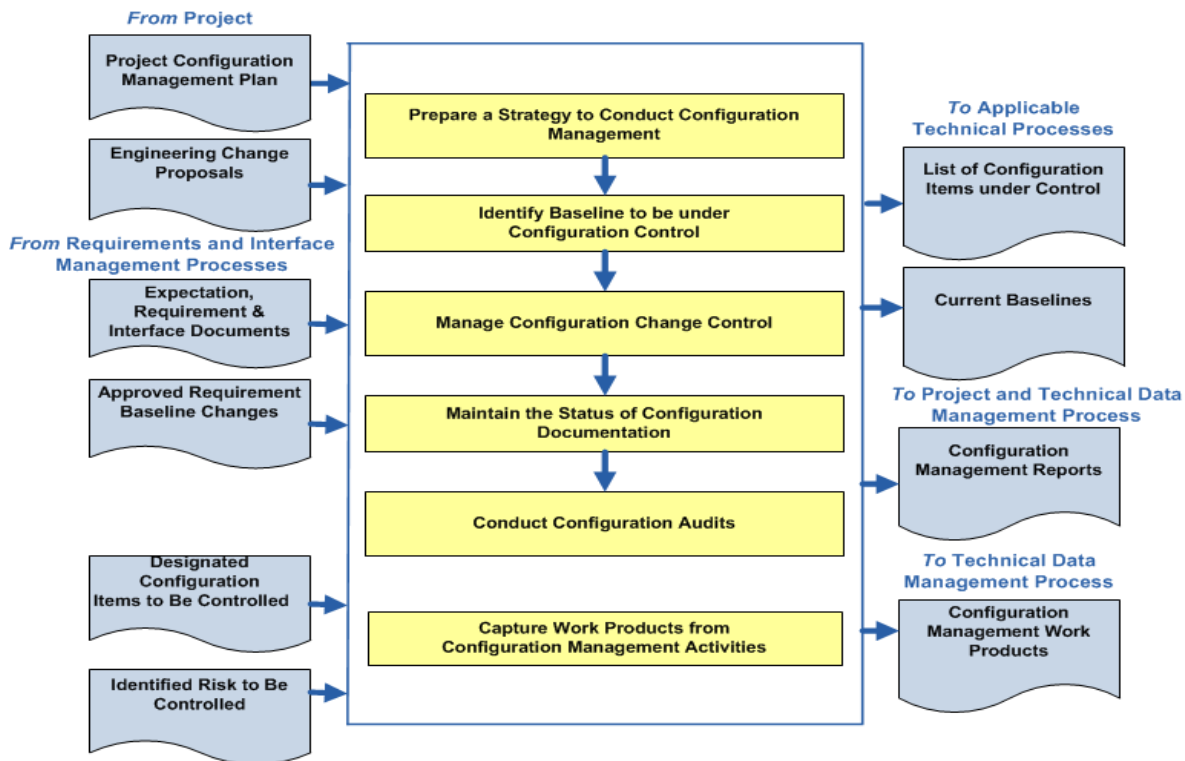 From Project
Project Configuration
Management Plan
Engineering Change
Proposals
From Requirements and Interface
Management Processes
Expectation,
Requirement &
Interface Documents
Approved Requirement
Baseline Changes
Designated
Configuration
Items to Be Controlled
Identified Risk to Be
Controlled
Prepare a Strategy to Conduct Configuration
Management
Identify Baseline to be under
Configuration Control
Manage Configuration Change Control
Maintain the Status of Configuration
Documentation
Conduct Configuration Audits
Capture Work Products from
Configuration Management Activities
To Applicable
Technical Processes
List of Configuration
Items under Control
Current Baselines
To Project and Technical Data
Management Process
Configuration
Management Reports
To Technical Data
Management Process
Configuration
Management Work
Products